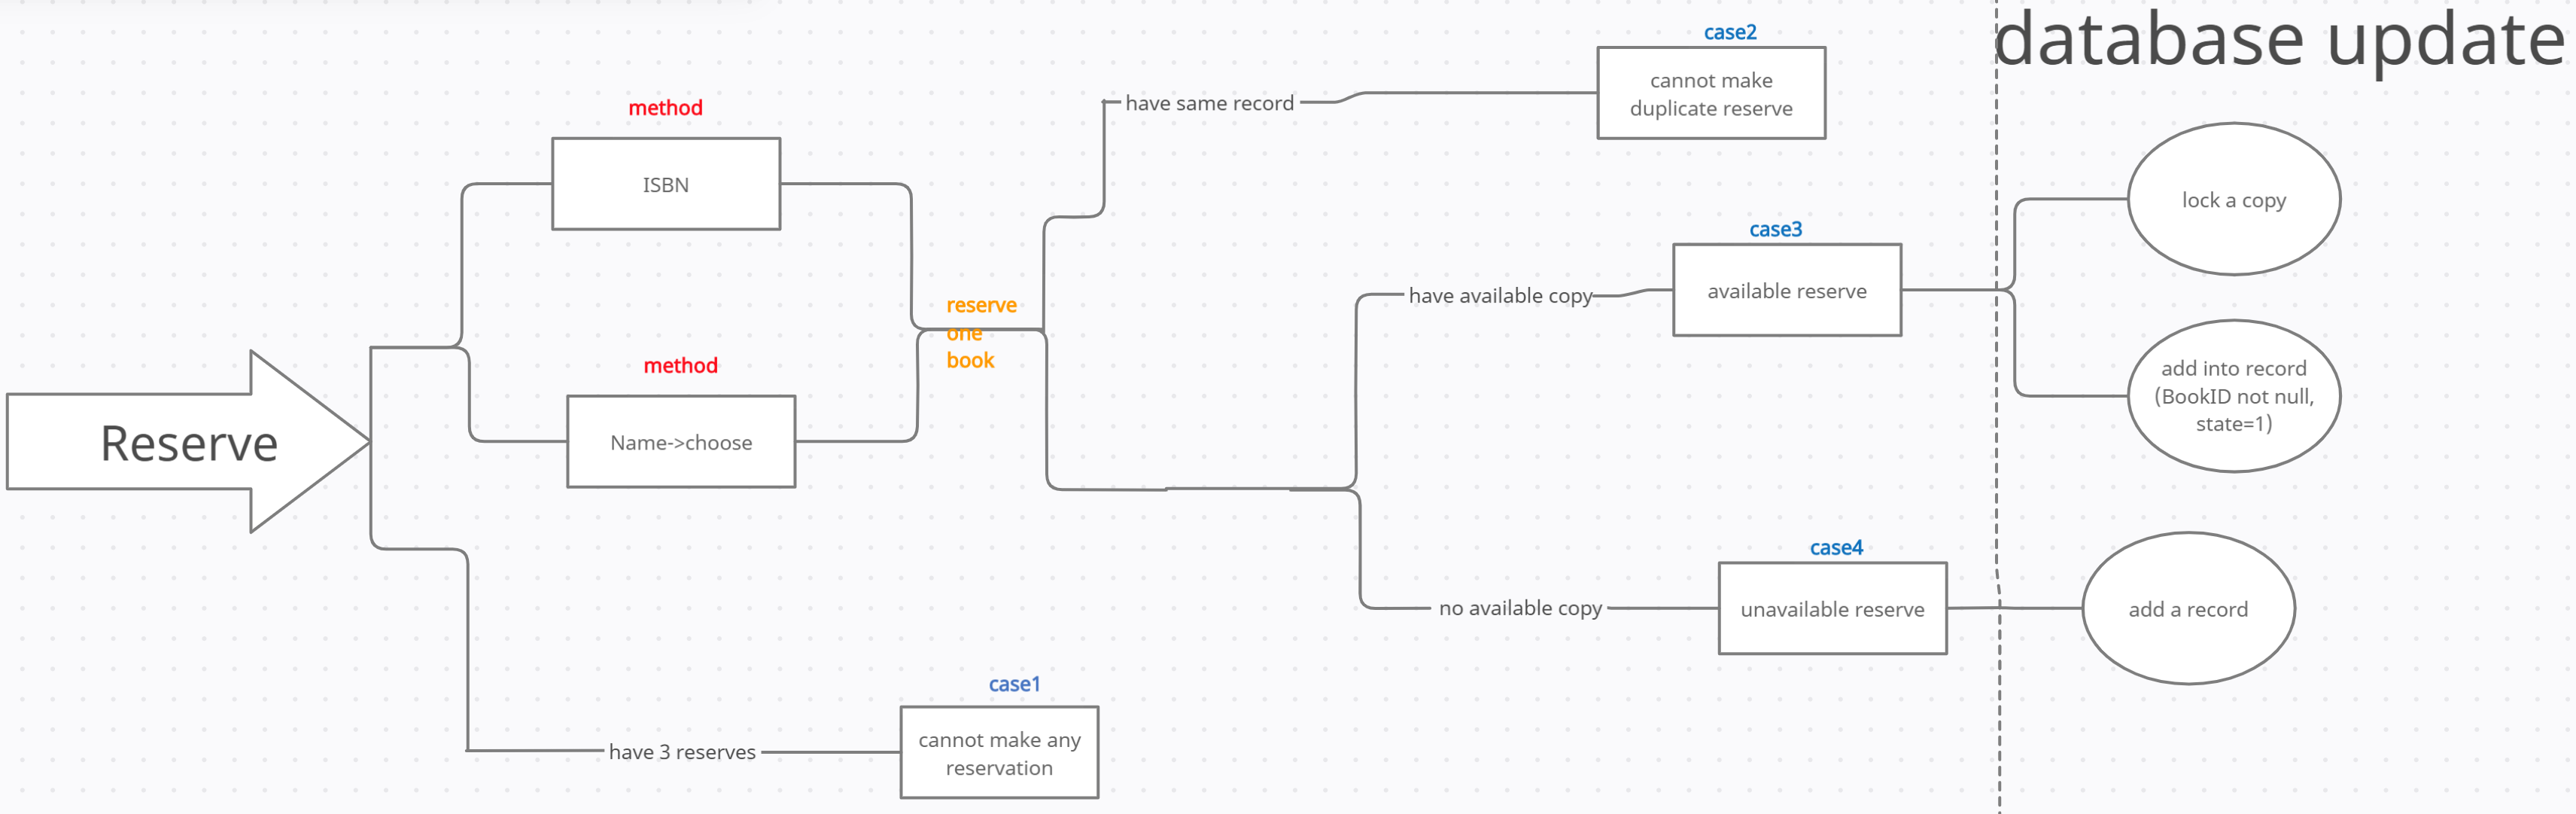 database update
case2
cannot make
duplicate reserve
have same record
method
ISBN
lock a copy
case3
have available copy
available reserve
reserve
one
book
method
Name->choose
add into record
(BookID not null,
state=1)
Reserve
case4
no available copy
unavailable reserve
add a record
case1
have 3 reserves
cannot make any
reservation